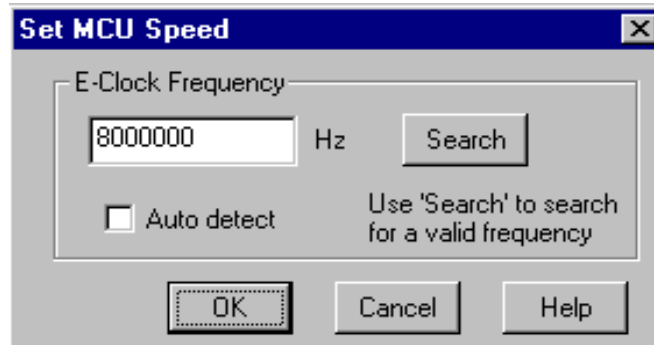 Set MCU Speed
E-Clock Frequency
8000000 Hz Search
Auto detect
Use 'Search' to search
for a valid frequency
OK Cancel Help